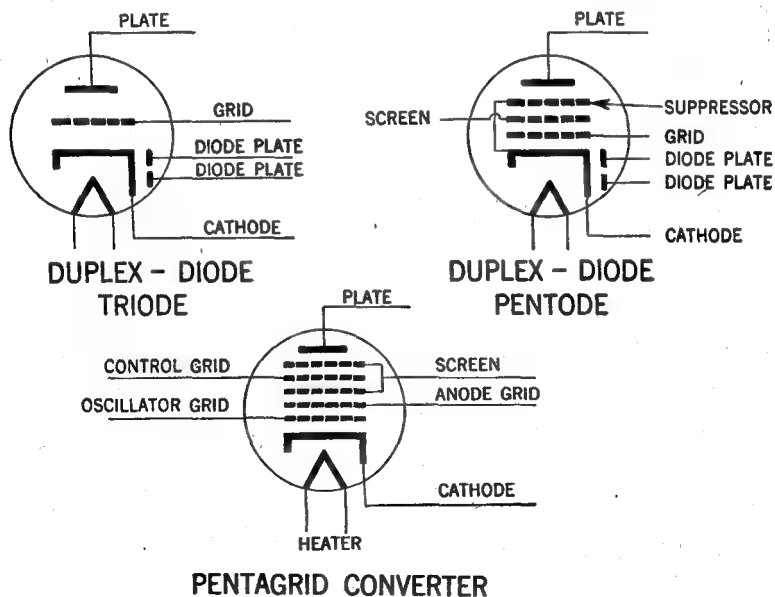 PLATE
GRID
DIODE PLATE
DIODE PLATE
CATHODE
DUPLEX - DIODE
TRIODE
PLATE
SCREEN
SUPPRESSOR
GRID
DIODE PLATE
DIODE PLATE
CATHODE
DUPLEX - DIODE
PENTODE
PLATE
CONTROL GRID
SCREEN
OSCILLATOR GRID
ANODE GRID
CATHODE
HEATER
PENTAGRID CONVERTER